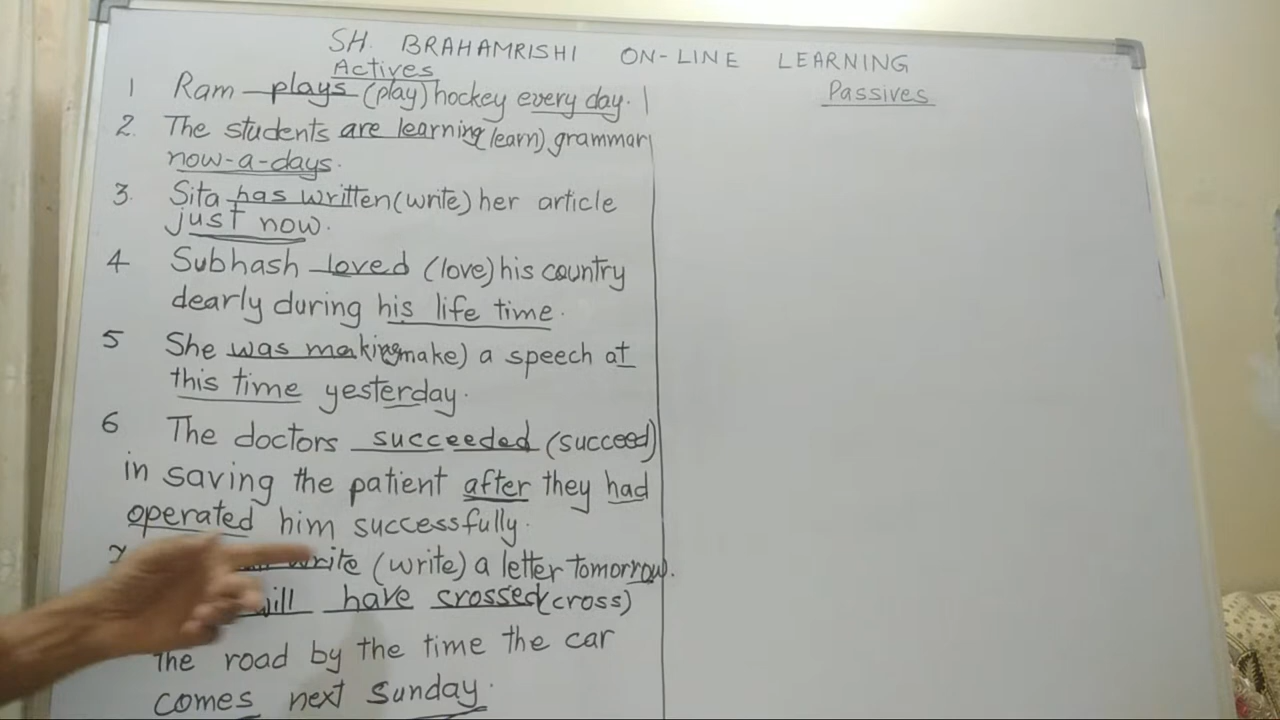 SH. BRAHAMRISHI ON-LINE LEARNING
Actives
Passives
1 Ram plays (play) hockey every day.
2. The students are learning (learn) grammar
now-a-days.
3. Sita has written (write) her article
just now.
4 Subhash loved (love) his country
dearly during his life time.
5 She was making (make) a speech at
this time yesterday.
6 The doctors succeeded (succeed)
in saving the patient after they had
operated him successfully.
write (write) a letter tomorrow.
will have crossed (cross)
the road by the time the car
comes next Sunday.